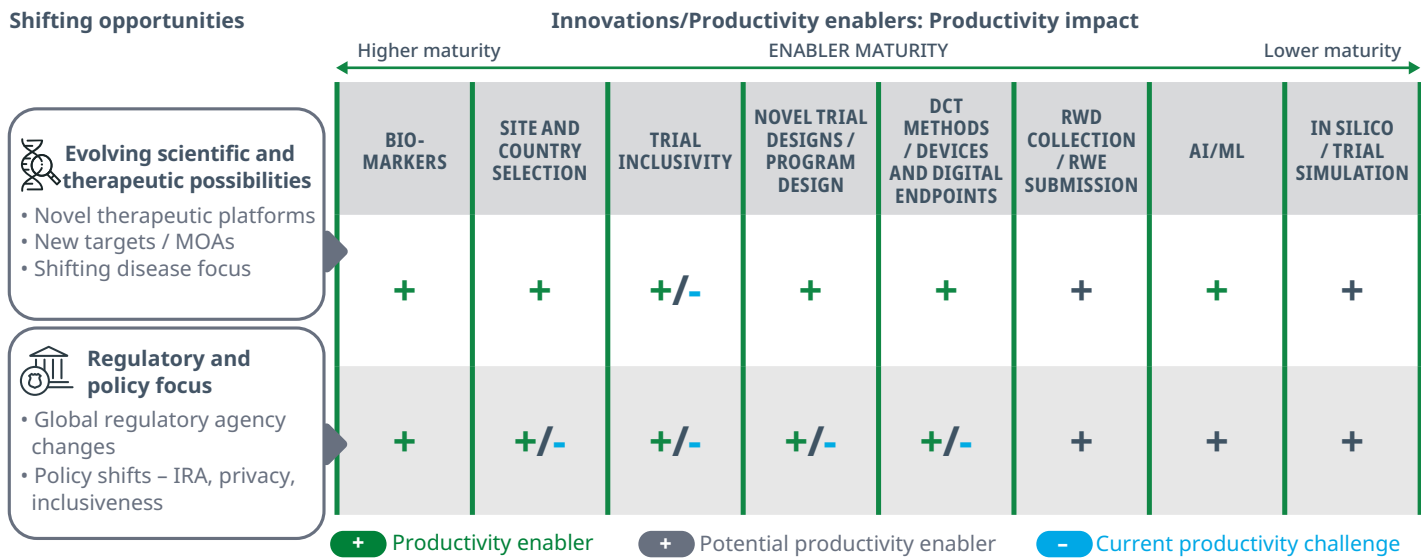 Shifting opportunities
Innovations/Productivity enablers: Productivity impact
Higher maturity
ENABLER MATURITY
Lower maturity
BIO-
MARKERS
SITE AND
COUNTRY
SELECTION
TRIAL
INCLUSIVITY
NOVEL TRIAL
DESIGNS /
PROGRAM
DESIGN
DCT
METHODS
/ DEVICES
AND DIGITAL
ENDPOINTS
RWD
COLLECTION
/ RWE
SUBMISSION
AI/ML
IN SILICO
/ TRIAL
SIMULATION
Evolving scientific and
therapeutic possibilities
• Novel therapeutic platforms
• New targets / MOAs
• Shifting disease focus
+ + +/- + + + + +
Regulatory and
policy focus
• Global regulatory agency
changes
• Policy shifts – IRA, privacy,
inclusiveness
+ +/- +/- +/- +/- + + +
+ Productivity enabler
+ Potential productivity enabler
– Current productivity challenge